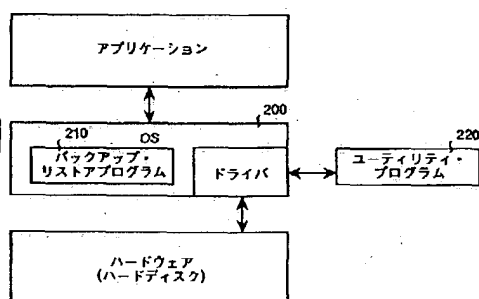 アプリケーション
200
210
OS
バックアップ・
リストアプログラム
ドライバ
220
ユーティリティ・
プログラム
ハードウェア
(ハードディスク)